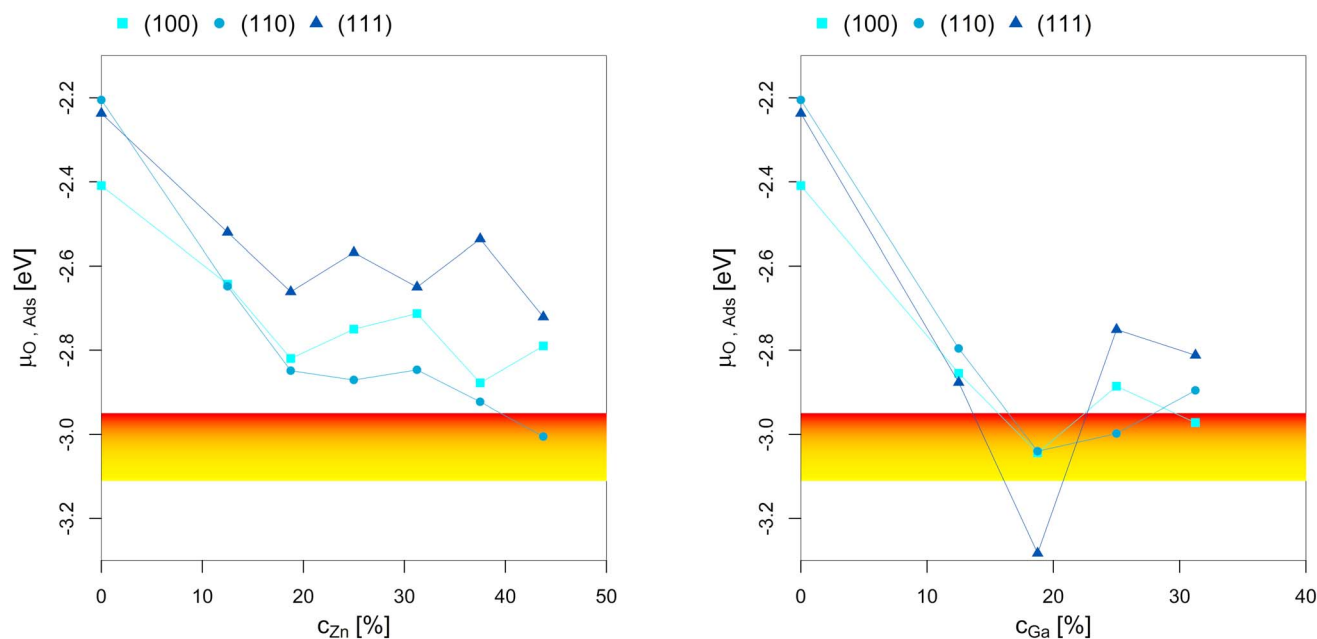 (100) (110) (111)
-2.2
-2.4
-2.6
-2.8
-3.0
-3.2
μO , Ads [eV]
0 10 20 30 40 50
cZn [%]
(100) (110) (111)
-2.2
-2.4
-2.6
-2.8
-3.0
-3.2
μO , Ads [eV]
0 10 20 30 40
cGa [%]